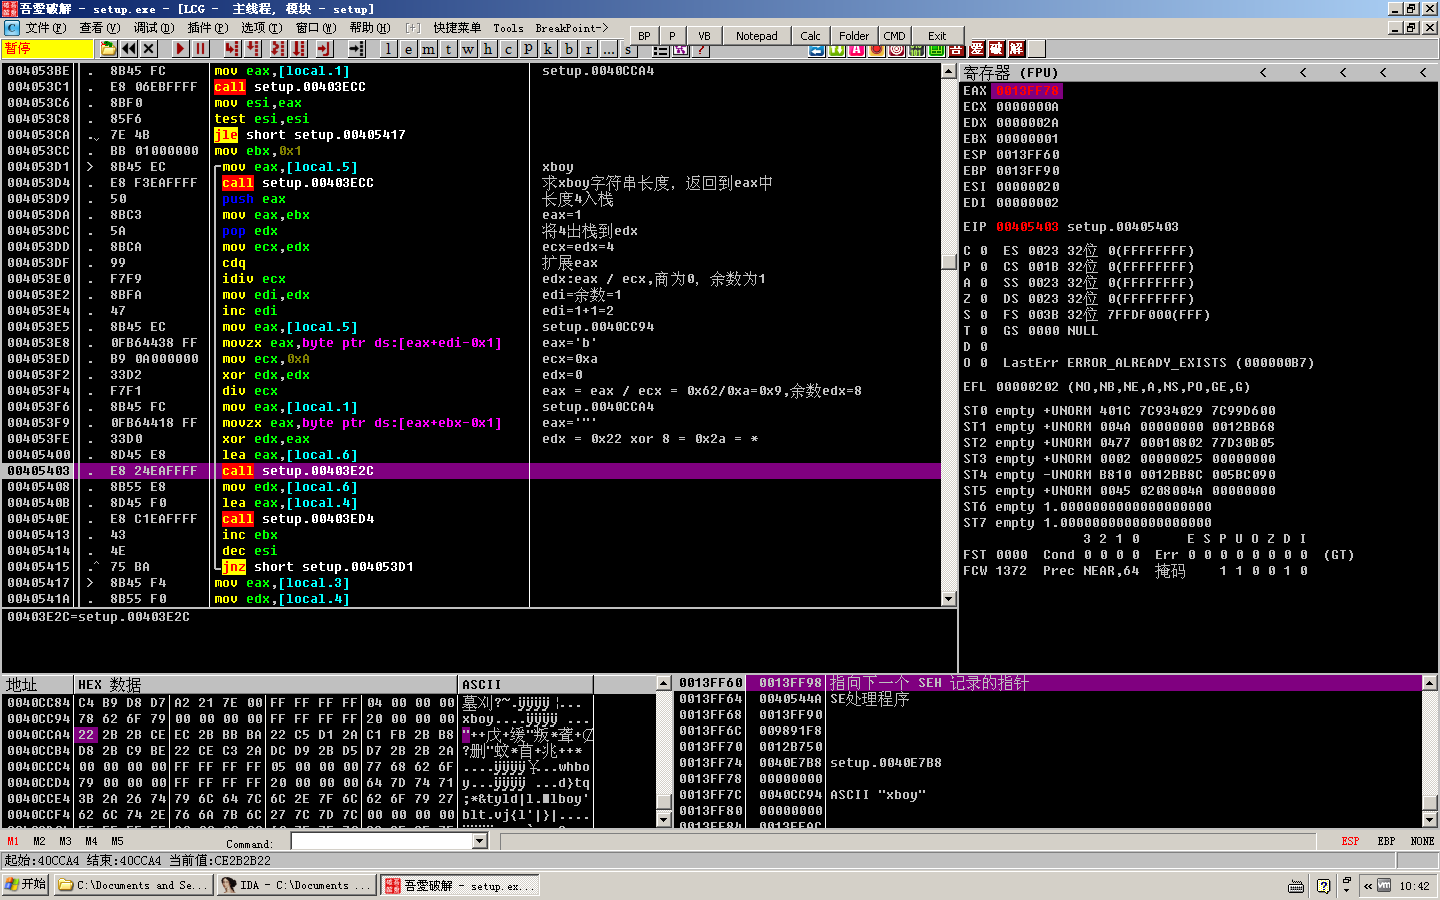 吾爱破解 - setup.exe - [LCG - 主线程, 模块 - setup]
文件(F) 查看(V) 调试(D) 插件(P) 选项(T) 窗口(W) 帮助(H) [+] 快捷菜单 Tools BreakPoint->
BP P VB Notepad Calc Folder CMD Exit
暂停 l e m t w h c p k b r ... s
004053BE . 8B45 FC mov eax,[local.1] setup.0040CCA4
004053C1 . E8 06EBFFFF call setup.00403ECC
004053C6 . 8BF0 mov esi,eax
004053C8 . 85F6 test esi,esi
004053CA . 7E 4B jle short setup.00405417
004053CC . BB 01000000 mov ebx,0x1
004053D1 > 8B45 EC mov eax,[local.5] xboy
004053D4 . E8 F3EAFFFF call setup.00403ECC 求xboy字符串长度, 返回到eax中
004053D9 . 50 push eax 长度4入栈
004053DA . 8BC3 mov eax,ebx eax=1
004053DC . 5A pop edx 将4出栈到edx
004053DD . 8BCA mov ecx,edx ecx=edx=4
004053DF . 99 cdq 扩展eax
004053E0 . F7F9 idiv ecx edx:eax / ecx,商为0, 余数为1
004053E2 . 8BFA mov edi,edx edi=余数=1
004053E4 . 47 inc edi edi=1+1=2
004053E5 . 8B45 EC mov eax,[local.5] setup.0040CC94
004053E8 . 0FB64438 FF movzx eax,byte ptr ds:[eax+edi-0x1] eax='b'
004053ED . B9 0A000000 mov ecx,0xA ecx=0xa
004053F2 . 33D2 xor edx,edx edx=0
004053F4 . F7F1 div ecx eax = eax / ecx = 0x62/0xa=0x9,余数edx=8
004053F6 . 8B45 FC mov eax,[local.1] setup.0040CCA4
004053F9 . 0FB64418 FF movzx eax,byte ptr ds:[eax+ebx-0x1] eax='"'
004053FE . 33D0 xor edx,eax edx = 0x22 xor 8 = 0x2a = *
00405400 . 8D45 E8 lea eax,[local.6]
00405403 . E8 24EAFFFF call setup.00403E2C
00405408 . 8B55 E8 mov edx,[local.6]
0040540B . 8D45 F0 lea eax,[local.4]
0040540E . E8 C1EAFFFF call setup.00403ED4
00405413 . 43 inc ebx
00405414 . 4E dec esi
00405415 .^ 75 BA jnz short setup.004053D1
00405417 > 8B45 F4 mov eax,[local.3]
0040541A . 8B55 F0 mov edx,[local.4]
00403E2C=setup.00403E2C
寄存器 (FPU) < < < < <
EAX 0013FF78
ECX 0000000A
EDX 0000002A
EBX 00000001
ESP 0013FF60
EBP 0013FF90
ESI 00000020
EDI 00000002
EIP 00405403 setup.00405403
C 0 ES 0023 32位 0(FFFFFFFF)
P 0 CS 001B 32位 0(FFFFFFFF)
A 0 SS 0023 32位 0(FFFFFFFF)
Z 0 DS 0023 32位 0(FFFFFFFF)
S 0 FS 003B 32位 7FFDF000(FFF)
T 0 GS 0000 NULL
D 0
O 0 LastErr ERROR_ALREADY_EXISTS (000000B7)
EFL 00000202 (NO,NB,NE,A,NS,PO,GE,G)
ST0 empty +UNORM 401C 7C934029 7C99D600
ST1 empty +UNORM 004A 00000000 0012BB68
ST2 empty +UNORM 0477 00010802 77D30B05
ST3 empty +UNORM 0002 00000025 00000000
ST4 empty -UNORM B810 0012BB8C 005BC090
ST5 empty +UNORM 0045 0208004A 00000000
ST6 empty 1.0000000000000000000
ST7 empty 1.0000000000000000000
3 2 1 0 E S P U O Z D I
FST 0000 Cond 0 0 0 0 Err 0 0 0 0 0 0 0 0 (GT)
FCW 1372 Prec NEAR,64 掩码 1 1 0 0 1 0
地址 HEX 数据 ASCII
0040CC84 C4 B9 D8 D7 A2 21 7E 00 FF FF FF FF 04 00 00 00
0040CC94 78 62 6F 79 00 00 00 00 FF FF FF FF 20 00 00 00 xboy....ÿÿÿÿ ...
0040CCA4 22 2B 2B CE EC 2B BB BA 22 C5 D1 2A C1 FB 2B B8
0040CCB4 D8 2B C9 BE 22 CE C3 2A DC D9 2B D5 D7 2B 2B 2A
0040CCC4 00 00 00 00 FF FF FF FF 05 00 00 00 77 68 62 6F
0040CCD4 79 00 00 00 FF FF FF FF 20 00 00 00 64 7D 74 71 y...ÿÿÿÿ ...d}tq
0040CCE4 3B 2A 26 74 79 6C 64 7C 6C 2E 7F 6C 62 6F 79 27
0040CCF4 62 6C 74 2E 76 6A 7B 6C 27 7C 7D 7C 00 00 00 00 blt.vj{l'|}|....
0013FF60 0013FF98 指向下一个 SEH 记录的指针
0013FF64 0040544A SE处理程序
0013FF68 0013FF90
0013FF6C 009891F8
0013FF70 0012B750
0013FF74 0040E7B8 setup.0040E7B8
0013FF78 00000000
0013FF7C 0040CC94 ASCII "xboy"
0013FF80 00000000
0013FF84 0013FFAC
M1 M2 M3 M4 M5 Command: ESP EBP NONE
起始:40CCA4 结束:40CCA4 当前值:CE2B2B22
开始 C:\Documents and Se... IDA - C:\Documents ... 吾爱破解 - setup.ex... 10:42